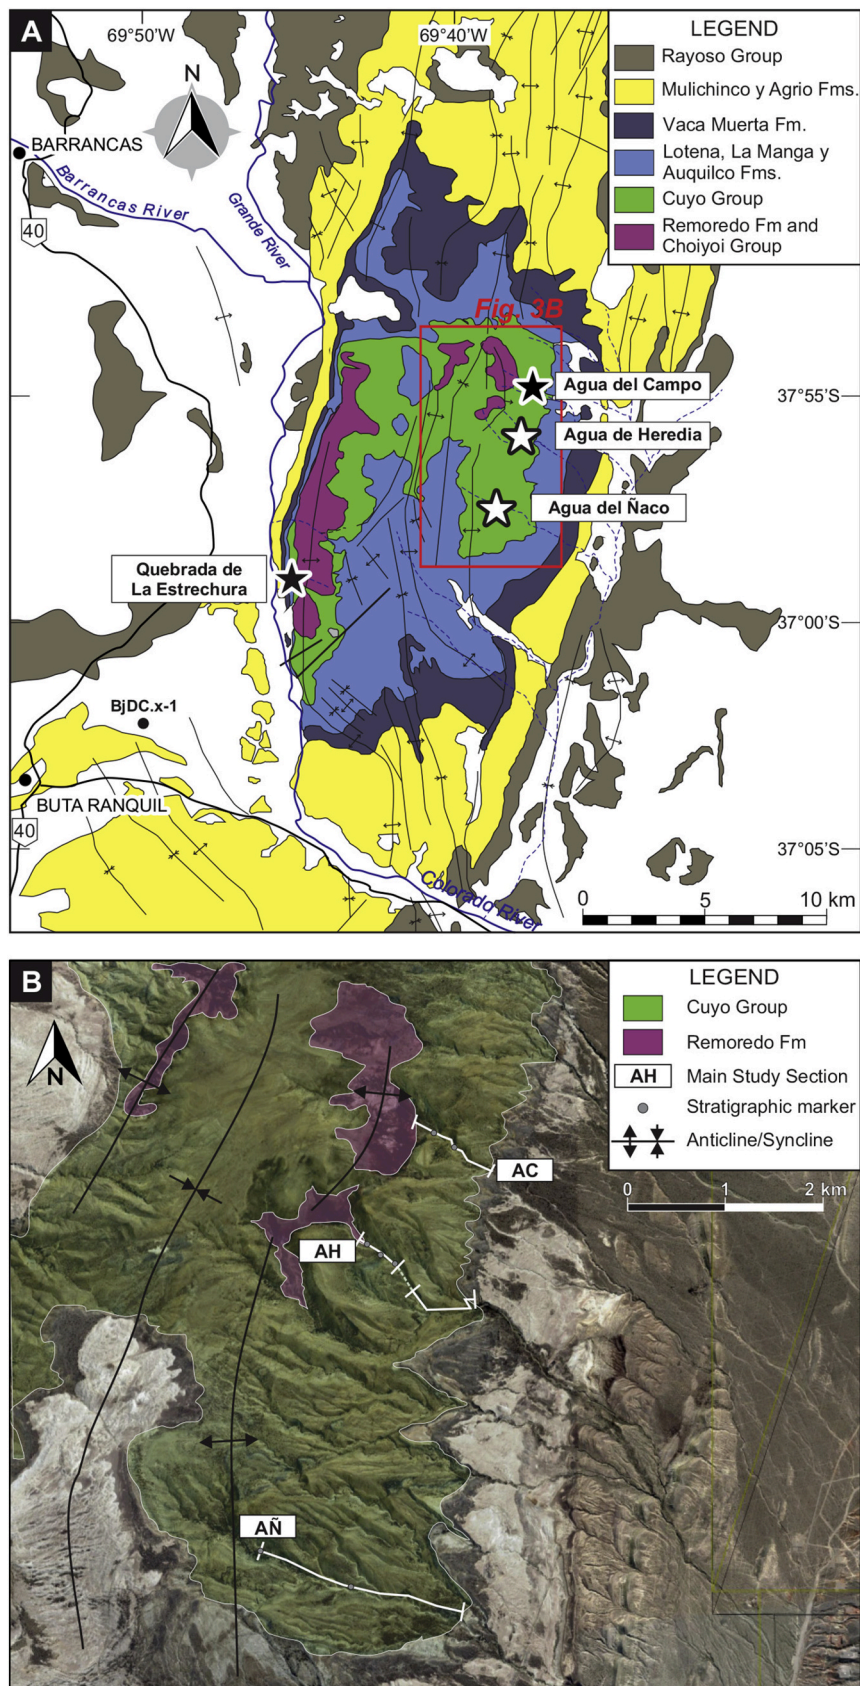 A
69°50'W
69°40'W
LEGEND
Rayoso Group
Mulichinco y Agrio Fms.
Vaca Muerta Fm.
Lotena, La Manga y
Auquilco Fms.
Cuyo Group
Remoredo Fm and
Choiyoi Group
N
BARRANCAS
Barrancas River
Grande River
40
Fig. 3B
Agua del Campo
37°55'S
Agua de Heredia
Agua del Ñaco
Quebrada de
La Estrechura
37°00'S
BjDC.x-1
BUTA RANQUIL
40
37°05'S
Colorado River
0 5 10 km
B
LEGEND
Cuyo Group
Remoredo Fm
AH Main Study Section
Stratigraphic marker
Anticline/Syncline
N
0 1 2 km
AC
AH
AÑ